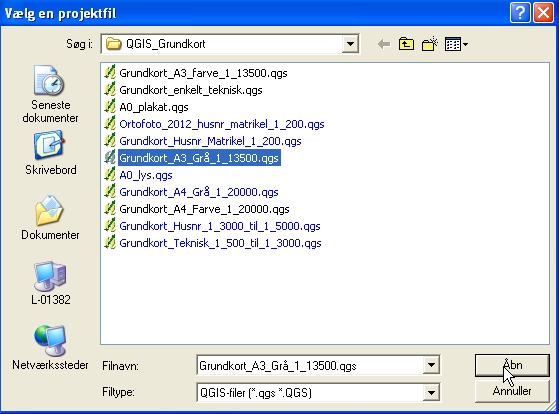 Vælg en projektfil
Søg i:
QGIS_Grundkort
Grundkort_A3_farve_1_13500.qgs
Grundkort_enkelt_teknisk.qgs
A0_plakat.qgs
Ortofoto_2012_husnr_matrikel_1_200.qgs
Grundkort_Husnr_Matrikel_1_200.qgs
Grundkort_A3_Grå_1_13500.qgs
A0_lys.qgs
Grundkort_A4_Grå_1_20000.qgs
Grundkort_A4_Farve_1_20000.qgs
Grundkort_Husnr_1_3000_til_1_5000.qgs
Grundkort_Teknisk_1_500_til_1_3000.qgs
Seneste
dokumenter
Skrivebord
Dokumenter
L-01382
Netværkssteder
Filnavn:
Grundkort_A3_Grå_1_13500.qgs
Åbn
Filtype:
QGIS-filer (*.qgs *.QGS)
Annuller